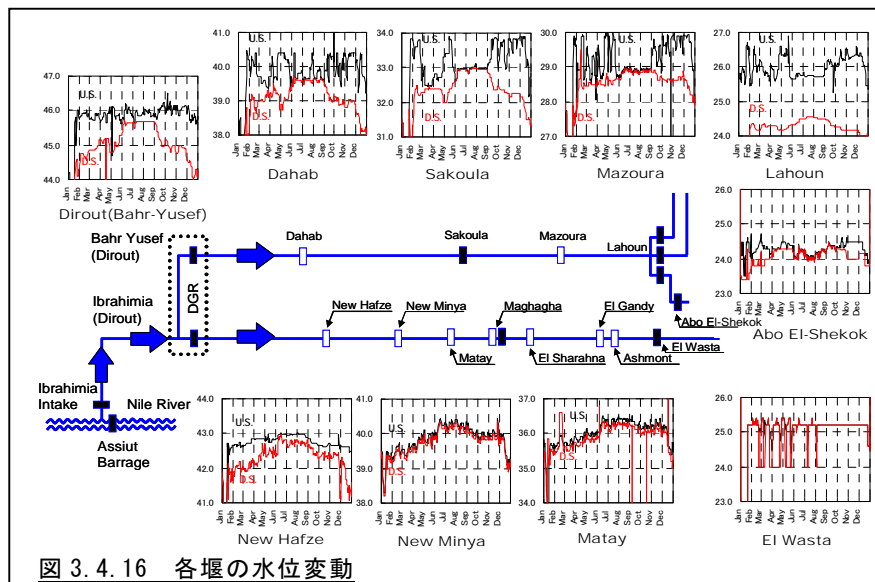 41.0
40.0
39.0
38.0
U.S.
D.S.
Jan Feb Mar Apr May Jun Jul Aug Sep Oct Nov Dec
Dahab
34.0
33.0
32.0
31.0
U.S.
D.S.
Jan Feb Mar Apr May Jun Jul Aug Sep Oct Nov Dec
Sakoula
30.0
29.0
28.0
27.0
U.S.
D.S.
Jan Feb Mar Apr May Jun Jul Aug Sep Oct Nov Dec
Mazoura
27.0
26.0
25.0
24.0
U.S.
D.S.
Jan Feb Mar Apr May Jun Jul Aug Sep Oct Nov Dec
Lahoun
47.0
46.0
45.0
44.0
U.S.
D.S.
Jan Feb Mar Apr May Jun Jul Aug Sep Oct Nov Dec
Dirout(Bahr-Yusef)
26.0
25.0
24.0
23.0
Jan Feb Mar Apr May Jun Jul Aug Sep Oct Nov Dec
Abo El-Shekok
Bahr Yusef
(Dirout)
Dahab
Sakoula
Mazoura
Lahoun
DGR
Abo El-Shekok
Ibrahimia
(Dirout)
New Hafze
New Minya
Maghagha
El Gandy
Matay
El Sharahna
Ashmont
El Wasta
Ibrahimia
Intake
Nile River
Assiut
Barrage
44.0
43.0
42.0
41.0
U.S.
D.S.
Jan Feb Mar Apr May Jun Jul Aug Sep Oct Nov Dec
New Hafze
41.0
40.0
39.0
38.0
U.S.
D.S.
Jan Feb Mar Apr May Jun Jul Aug Sep Oct Nov Dec
New Minya
37.0
36.0
35.0
34.0
U.S.
D.S.
Jan Feb Mar Apr May Jun Jul Aug Sep Oct Nov Dec
Matay
26.0
25.0
24.0
23.0
Jan Feb Mar Apr May Jun Jul Aug Sep Oct Nov Dec
El Wasta
図 3.4.16 各堰の水位変動